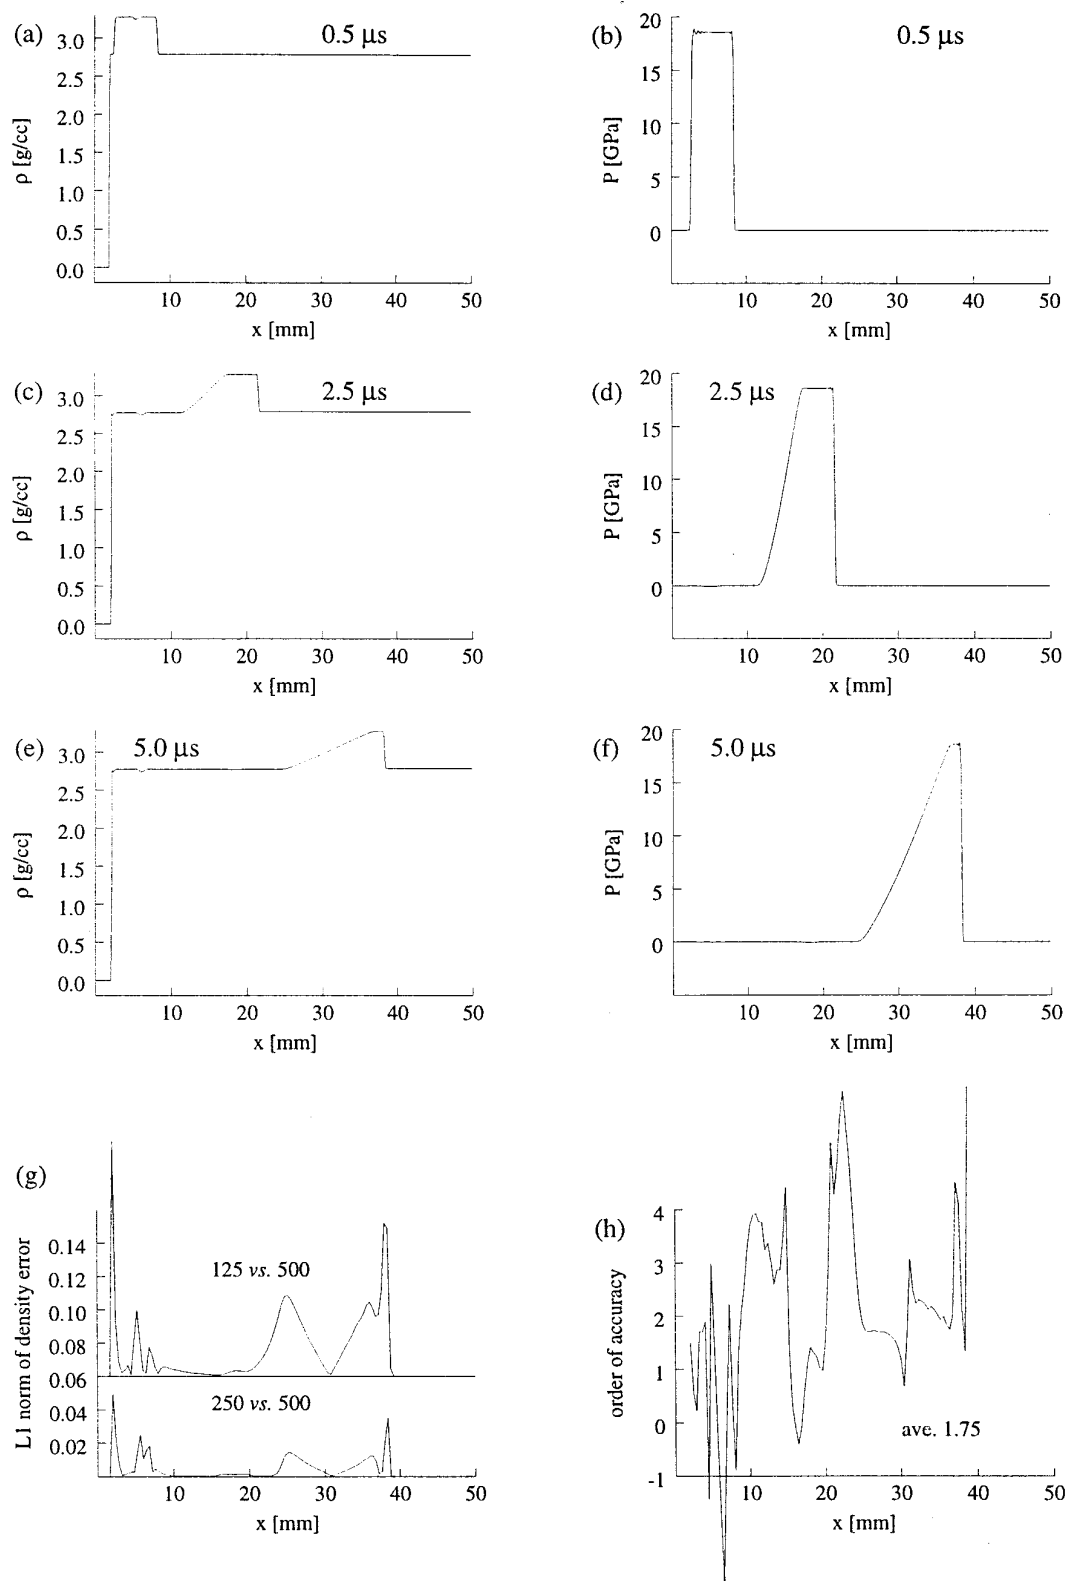 (a)
0.5 μs
3.0
2.5
2.0
1.5
1.0
0.5
0.0
ρ [g/cc]
10 20 30 40 50
x [mm]
(b)
0.5 μs
20
15
10
5
0
P [GPa]
10 20 30 40 50
x [mm]
(c)
2.5 μs
3.0
2.5
2.0
1.5
1.0
0.5
0.0
ρ [g/cc]
10 20 30 40 50
x [mm]
(d)
2.5 μs
20
15
10
5
0
P [GPa]
10 20 30 40 50
x [mm]
(e)
5.0 μs
3.0
2.5
2.0
1.5
1.0
0.5
0.0
ρ [g/cc]
10 20 30 40 50
x [mm]
(f)
5.0 μs
20
15
10
5
0
P [GPa]
10 20 30 40 50
x [mm]
(g)
0.14
0.12
0.10
0.08
0.06
0.04
0.02
L1 norm of density error
125 vs. 500
250 vs. 500
10 20 30 40 50
x [mm]
(h)
4
3
2
1
0
-1
order of accuracy
ave. 1.75
10 20 30 40 50
x [mm]